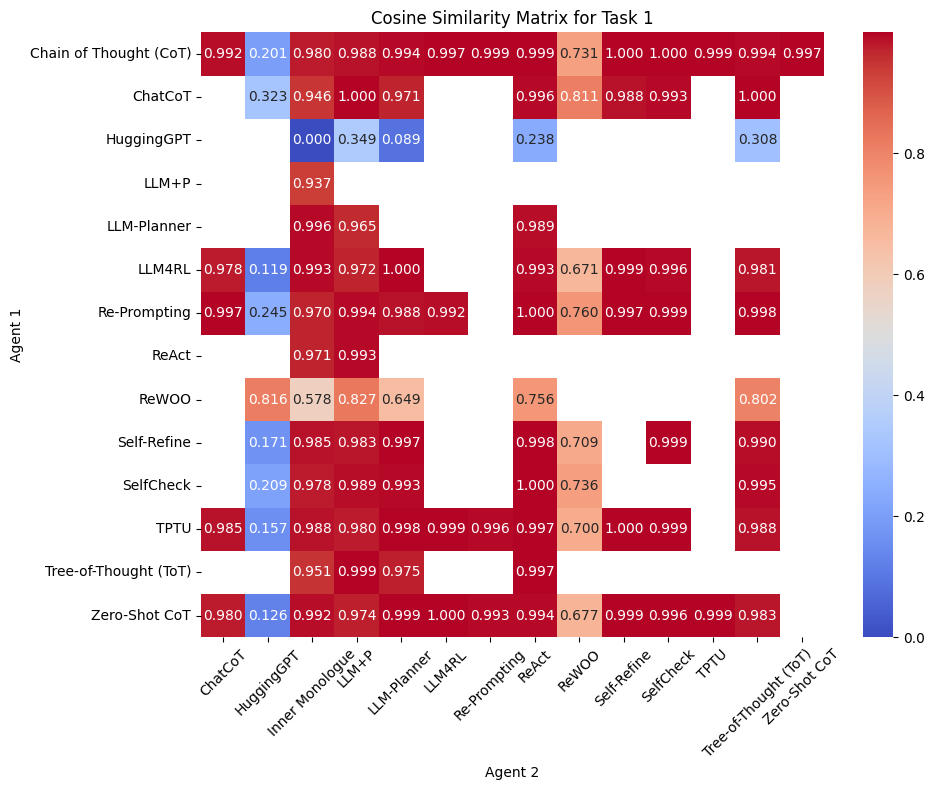 Cosine Similarity Matrix for Task 1
Chain of Thought (CoT) 0.992 0.201 0.980 0.988 0.994 0.997 0.999 0.999 0.731 1.000 1.000 0.999 0.994 0.997
ChatCoT 0.323 0.946 1.000 0.971 0.996 0.811 0.988 0.993 1.000
HuggingGPT 0.000 0.349 0.089 0.238 0.308
LLM+P 0.937
LLM-Planner 0.996 0.965 0.989
LLM4RL 0.978 0.119 0.993 0.972 1.000 0.993 0.671 0.999 0.996 0.981
Re-Prompting 0.997 0.245 0.970 0.994 0.988 0.992 1.000 0.760 0.997 0.999 0.998
ReAct 0.971 0.993
ReWOO 0.816 0.578 0.827 0.649 0.756 0.802
Self-Refine 0.171 0.985 0.983 0.997 0.998 0.709 0.999 0.990
SelfCheck 0.209 0.978 0.989 0.993 1.000 0.736 0.995
TPTU 0.985 0.157 0.988 0.980 0.998 0.999 0.996 0.997 0.700 1.000 0.999 0.988
Tree-of-Thought (ToT) 0.951 0.999 0.975 0.997
Zero-Shot CoT 0.980 0.126 0.992 0.974 0.999 1.000 0.993 0.994 0.677 0.999 0.996 0.999 0.983
Agent 1
ChatCoT
HuggingGPT
Inner Monologue
LLM+P
LLM-Planner
LLM4RL
Re-Prompting
ReAct
ReWOO
Self-Refine
SelfCheck
TPTU
Tree-of-Thought (ToT)
Zero-Shot CoT
Agent 2
0.8
0.6
0.4
0.2
0.0